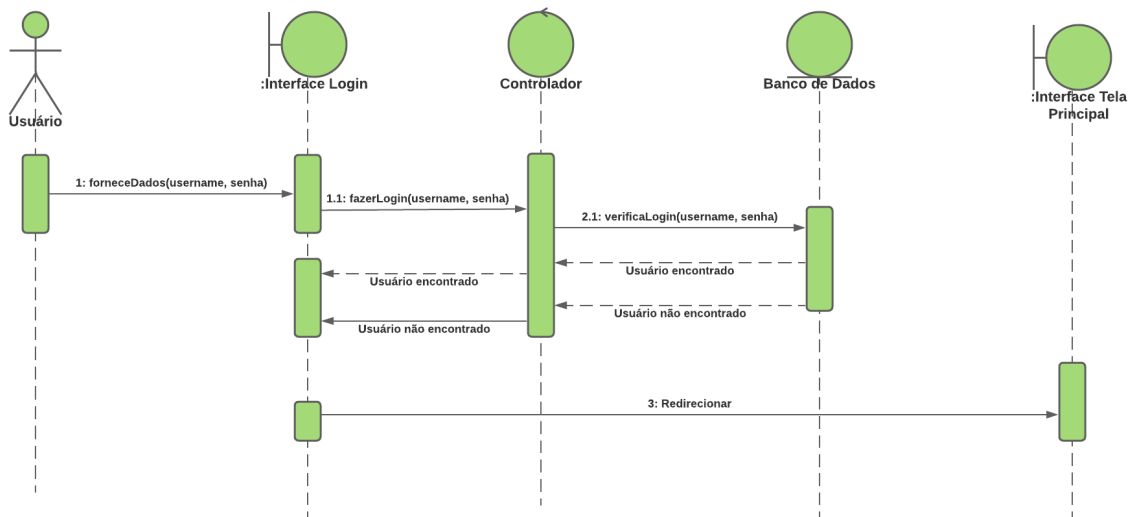 :Interface Login
Controlador
Banco de Dados
:Interface Tela
Principal
Usuário
1: forneceDados(username, senha)
1.1: fazerLogin(username, senha)
2.1: verificaLogin(username, senha)
Usuário encontrado
Usuário encontrado
Usuário não encontrado
Usuário não encontrado
3: Redirecionar